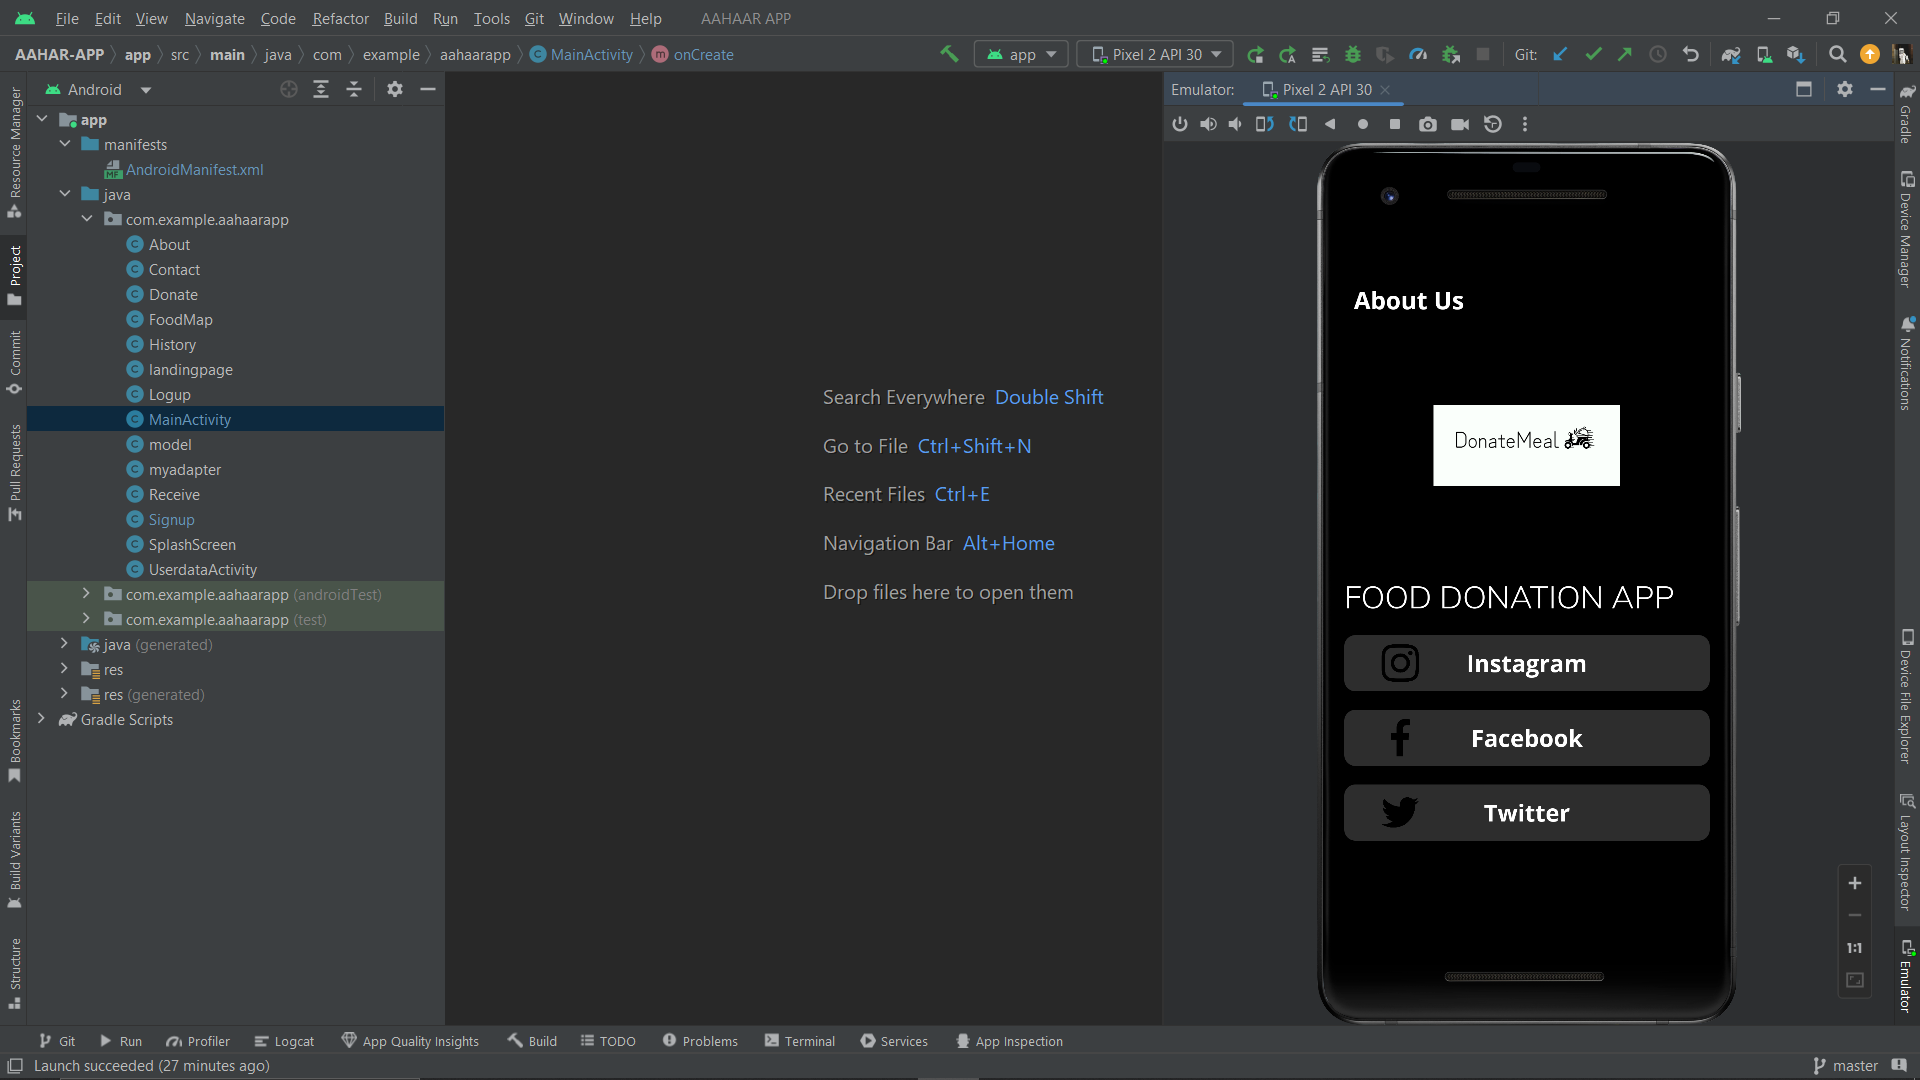 File Edit View Navigate Code Refactor Build Run Tools Git Window Help AAHAAR APP
AAHAR-APP app src main java com example aahaarapp MainActivity onCreate
app Pixel 2 API 30 Git:
Android
Emulator: Pixel 2 API 30
app
manifests
AndroidManifest.xml
java
com.example.aahaarapp
About
Contact
Donate
FoodMap
History
landingpage
Logup
MainActivity
model
myadapter
Receive
Signup
SplashScreen
UserdataActivity
com.example.aahaarapp (androidTest)
com.example.aahaarapp (test)
java (generated)
res
res (generated)
Gradle Scripts
Resource Manager
Project
Commit
Pull Requests
Bookmarks
Build Variants
Structure
Search Everywhere Double Shift
Go to File Ctrl+Shift+N
Recent Files Ctrl+E
Navigation Bar Alt+Home
Drop files here to open them
About Us
DonateMeal
FOOD DONATION APP
Instagram
Facebook
Twitter
1:1
Gradle
Device Manager
Notifications
Device File Explorer
Layout Inspector
Emulator
Git Run Profiler Logcat App Quality Insights Build TODO Problems Terminal Services App Inspection
Launch succeeded (27 minutes ago)
master